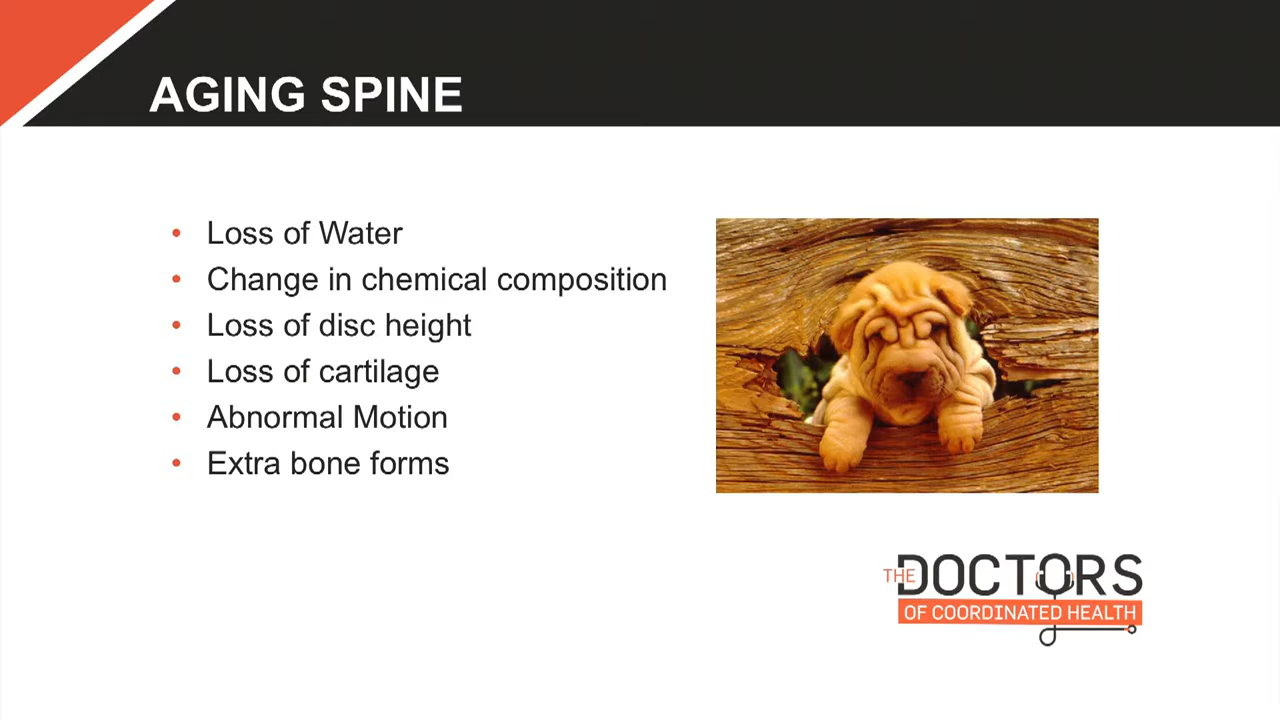 AGING SPINE
• Loss of Water
• Change in chemical composition
• Loss of disc height
• Loss of cartilage
• Abnormal Motion
• Extra bone forms
THE DOCTORS
OF COORDINATED HEALTH